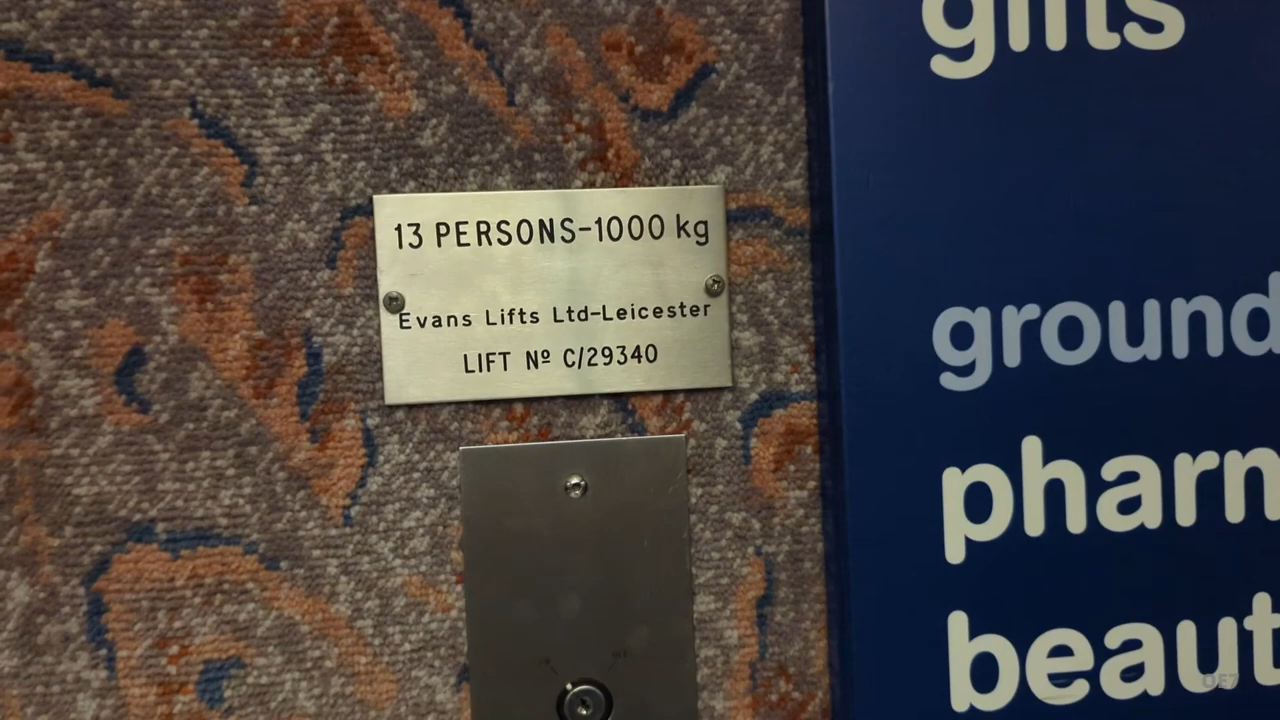 13 PERSONS-1000 kg
Evans Lifts Ltd-Leicester
LIFT Nº C/29340
gifts
ground
pharm
beaut